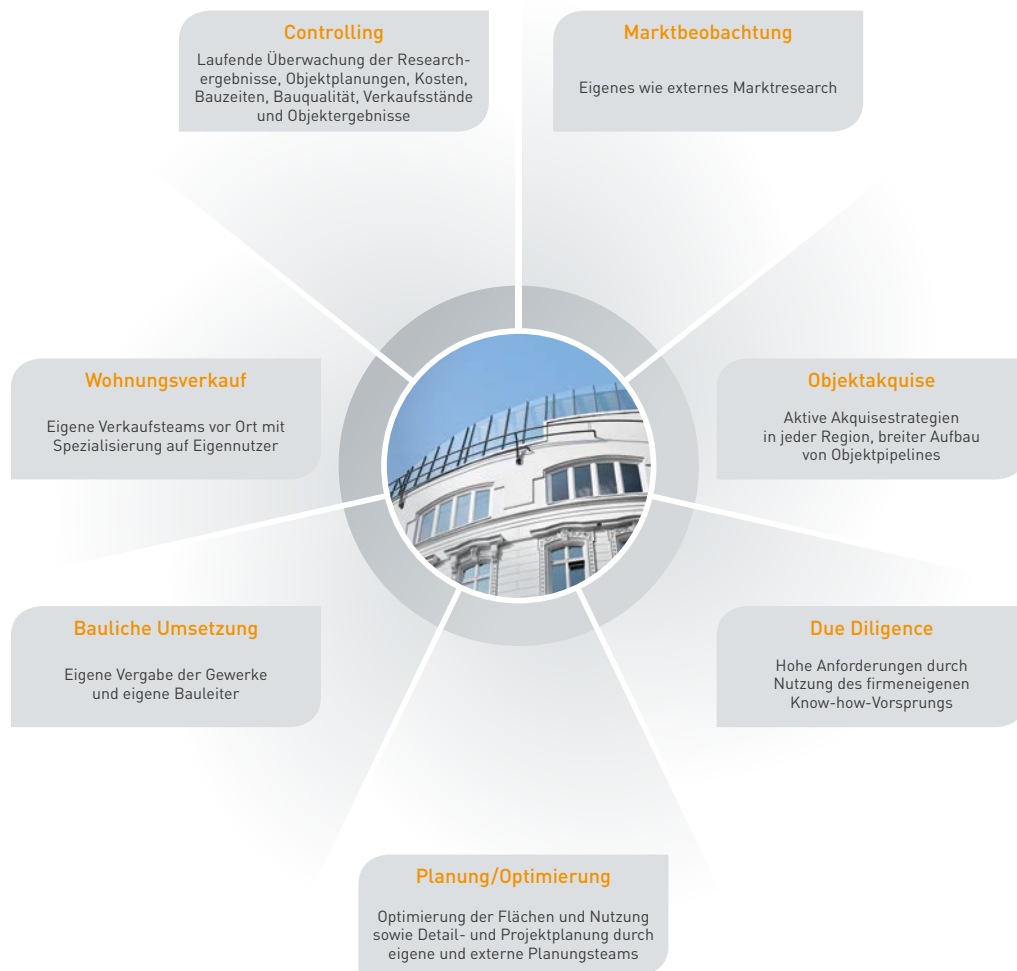 Controlling
Laufende Überwachung der Research-
ergebnisse, Objektplanungen, Kosten,
Bauzeiten, Bauqualität, Verkaufsstände
und Objektergebnisse
Marktbeobachtung
Eigenes wie externes Marktresearch
Wohnungsverkauf
Eigene Verkaufsteams vor Ort mit
Spezialisierung auf Eigennutzer
Objektakquise
Aktive Akquisestrategien
in jeder Region, breiter Aufbau
von Objektpipelines
Bauliche Umsetzung
Eigene Vergabe der Gewerke
und eigene Bauleiter
Due Diligence
Hohe Anforderungen durch
Nutzung des firmeneigenen
Know-how-Vorsprungs
Planung/Optimierung
Optimierung der Flächen und Nutzung
sowie Detail- und Projektplanung durch
eigene und externe Planungsteams